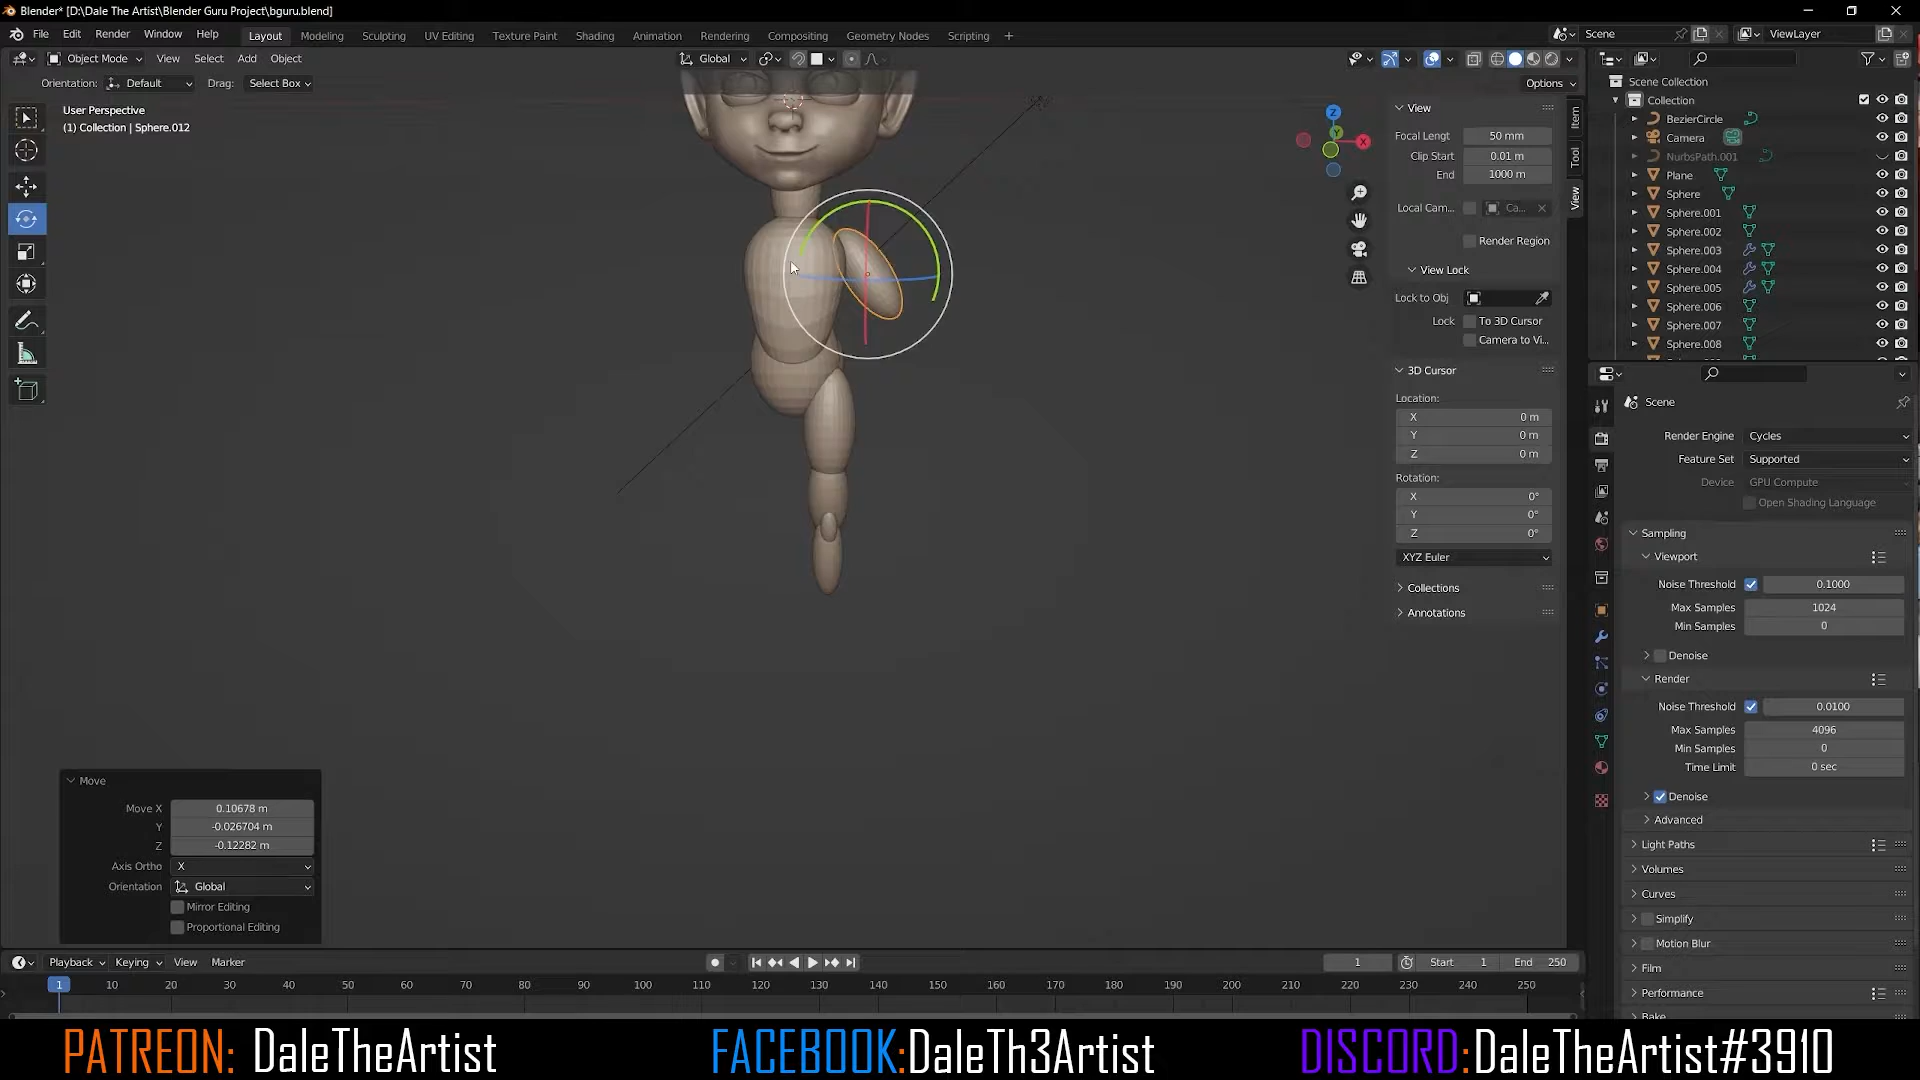 Blender* [D:\Dale The Artist\Blender Guru Project\bguru.blend]
File Edit Render Window Help Layout Modeling Sculpting UV Editing Texture Paint Shading Animation Rendering Compositing Geometry Nodes Scripting + Scene ViewLayer
Object Mode View Select Add Object Global
Orientation: Default Drag: Select Box Options
User Perspective
(1) Collection | Sphere.012
Z
Y
X
View
Focal Lengt 50 mm
Clip Start 0.01 m
End 1000 m
Local Cam... Ca...
Render Region
View Lock
Lock to Obj
Lock To 3D Cursor
Camera to Vi...
3D Cursor
Location:
X 0 m
Y 0 m
Z 0 m
Rotation:
X 0°
Y 0°
Z 0°
XYZ Euler
Collections
Annotations
Item
Tool
View
Scene Collection
Collection
BezierCircle
Camera
NurbsPath.001
Plane
Sphere
Sphere.001
Sphere.002
Sphere.003
Sphere.004
Sphere.005
Sphere.006
Sphere.007
Sphere.008
Scene
Render Engine Cycles
Feature Set Supported
Device GPU Compute
Open Shading Language
Sampling
Viewport
Noise Threshold 0.1000
Max Samples 1024
Min Samples 0
Denoise
Render
Noise Threshold 0.0100
Max Samples 4096
Min Samples 0
Time Limit 0 sec
Denoise
Advanced
Light Paths
Volumes
Curves
Simplify
Motion Blur
Film
Performance
Bake
Move
Move X 0.10678 m
Y -0.026704 m
Z -0.12282 m
Axis Ortho X
Orientation Global
Mirror Editing
Proportional Editing
Playback Keying View Marker 1 Start 1 End 250
1 10 20 30 40 50 60 70 80 90 100 110 120 130 140 150 160 170 180 190 200 210 220 230 240 250
PATREON: DaleTheArtist FACEBOOK:DaleTh3Artist DISCORD:DaleTheArtist#3910